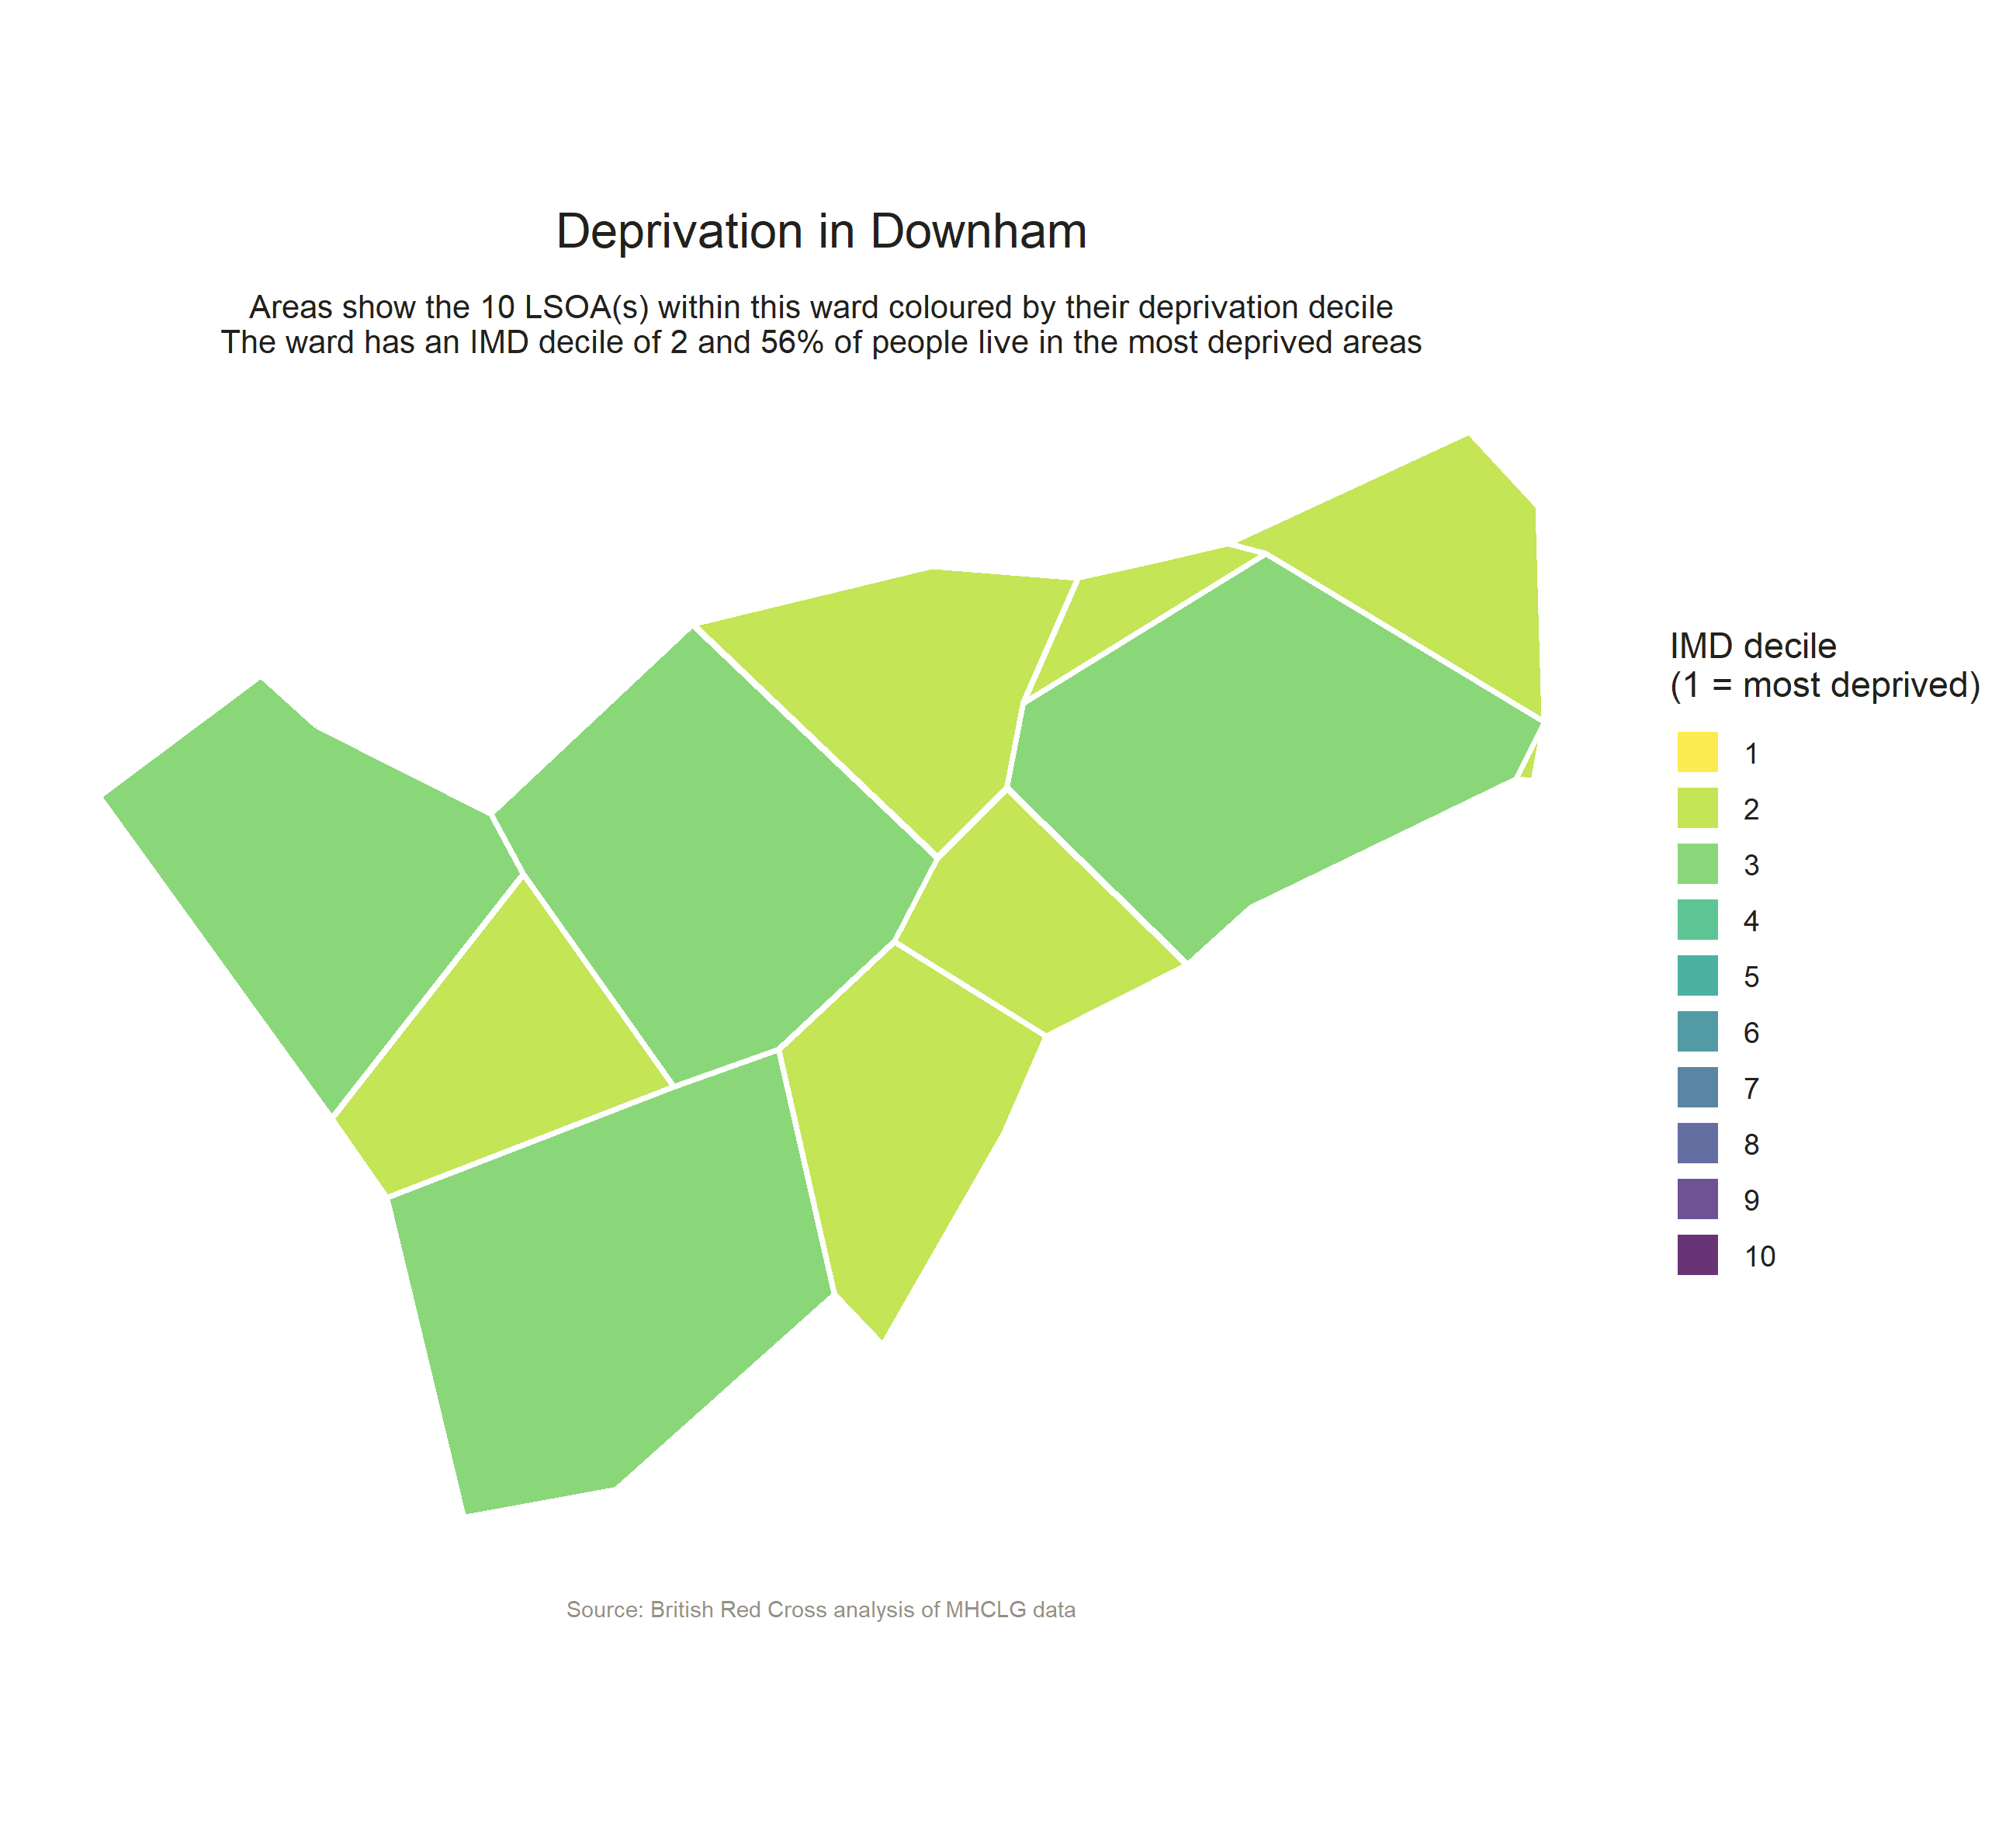 Deprivation in Downham
Areas show the 10 LSOA(s) within this ward coloured by their deprivation decile
The ward has an IMD decile of 2 and 56% of people live in the most deprived areas
IMD decile
(1 = most deprived)
1
2
3
4
5
6
7
8
9
10
Source: British Red Cross analysis of MHCLG data